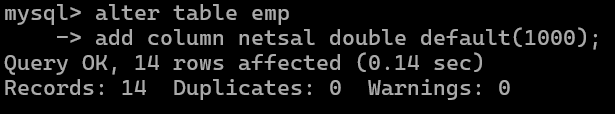 mysql> alter table emp
    -> add column netsal double default(1000);
Query OK, 14 rows affected (0.14 sec)
Records: 14  Duplicates: 0  Warnings: 0